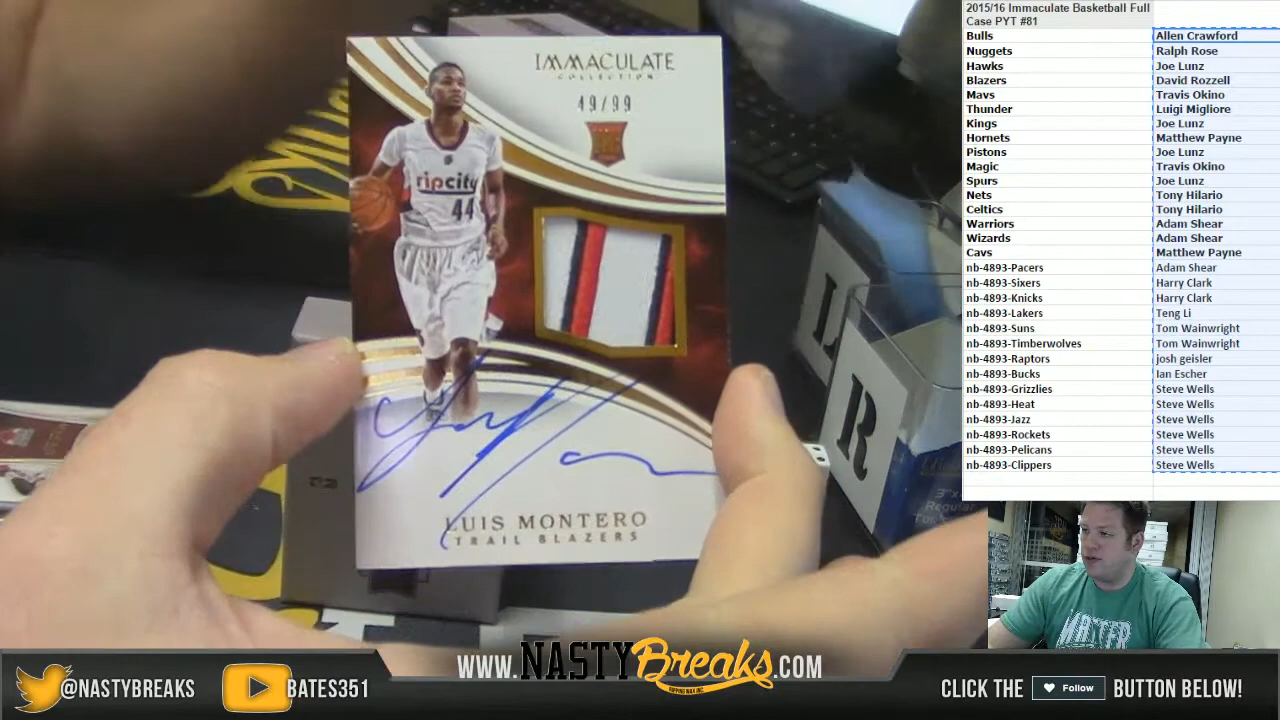 2015/16 Immaculate Basketball Full
Case PYT #81
Bulls Allen Crawford
Nuggets Ralph Rose
Hawks Joe Lunz
Blazers David Rozzell
Mavs Travis Okino
Thunder Luigi Migliore
Kings Joe Lunz
Hornets Matthew Payne
Pistons Joe Lunz
Magic Travis Okino
Spurs Joe Lunz
Nets Tony Hilario
Celtics Tony Hilario
Warriors Adam Shear
Wizards Adam Shear
Cavs Matthew Payne
nb-4893-Pacers Adam Shear
nb-4893-Sixers Harry Clark
nb-4893-Knicks Harry Clark
nb-4893-Lakers Teng Li
nb-4893-Suns Tom Wainwright
nb-4893-Timberwolves Tom Wainwright
nb-4893-Raptors josh geisler
nb-4893-Bucks Ian Escher
nb-4893-Grizzlies Steve Wells
nb-4893-Heat Steve Wells
nb-4893-Jazz Steve Wells
nb-4893-Rockets Steve Wells
nb-4893-Pelicans Steve Wells
nb-4893-Clippers Steve Wells
IMMACULATE
COLLECTION
49/99
ripcity
44
LUIS MONTERO
TRAIL BLAZERS
L
R
@NASTYBREAKS
BATES351
WWW.NASTYBreaks.COM
RIPPING WAX INC.
CLICK THE Follow BUTTON BELOW!